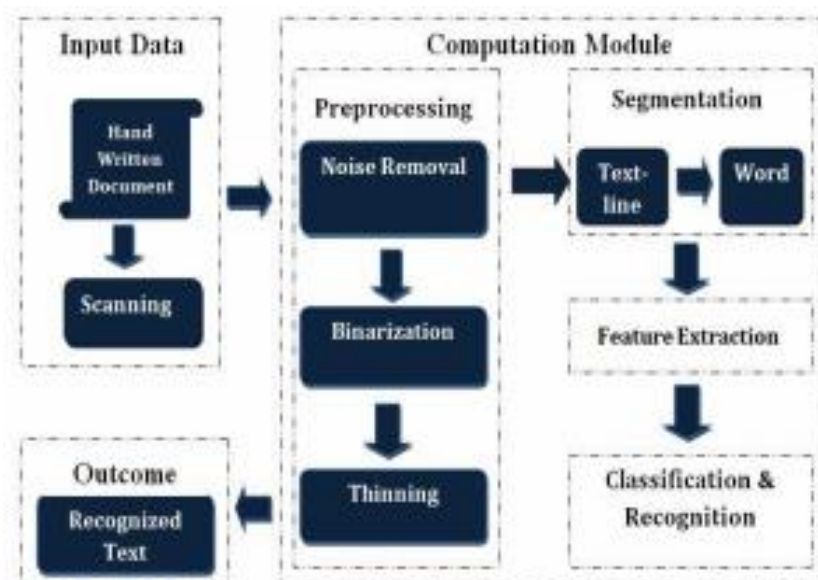 Input Data
Hand
Written
Document
Scanning
Computation Module
Preprocessing
Noise Removal
Binarization
Thinning
Segmentation
Text-
line
Word
Feature Extraction
Classification &
Recognition
Outcome
Recognized
Text